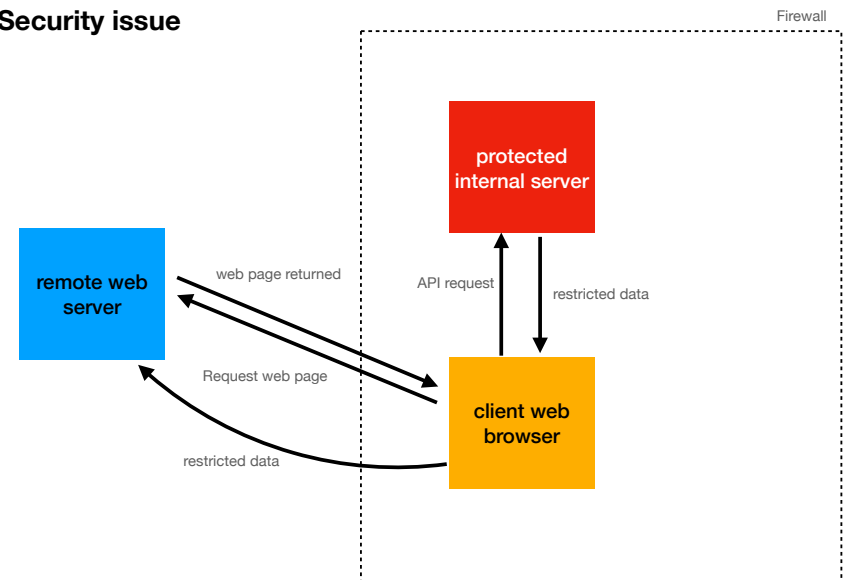 Security issue
Firewall
protected
internal server
remote web
server
web page returned
API request
restricted data
Request web page
client web
browser
restricted data